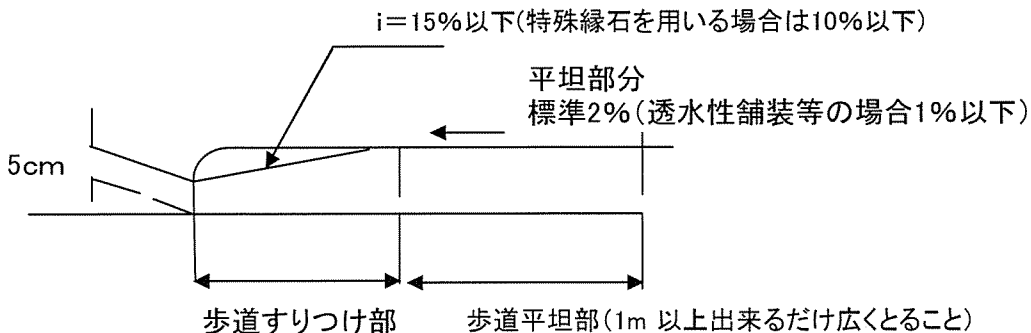 i＝15%以下(特殊縁石を用いる場合は10%以下)
平坦部分
標準2%(透水性舗装等の場合1%以下)
5cm
歩道すりつけ部
歩道平坦部(1m 以上出来るだけ広くとること)